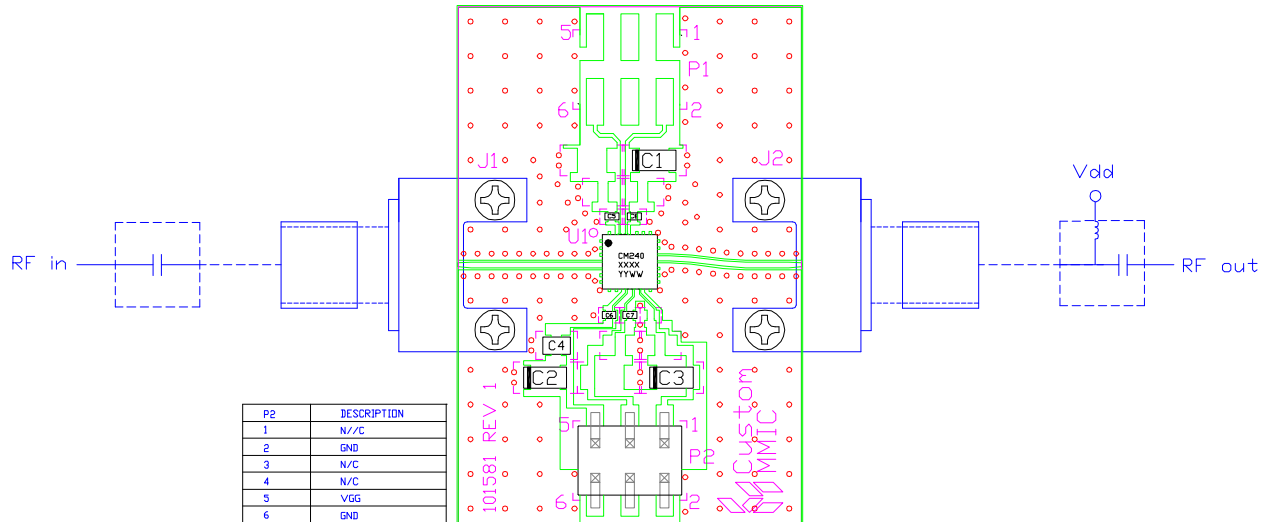 5
1
P1
6
2
J1
C1
J2
Vdd
U1
CM240
XXXX
YYWW
RF in
RF out
C6
C7
C4
C2
C3
101581 REV 1
Custom
MMIC
5
1
P2
6
2
P2 DESCRIPTION
1 N//C
2 GND
3 N/C
4 N/C
5 VGG
6 GND